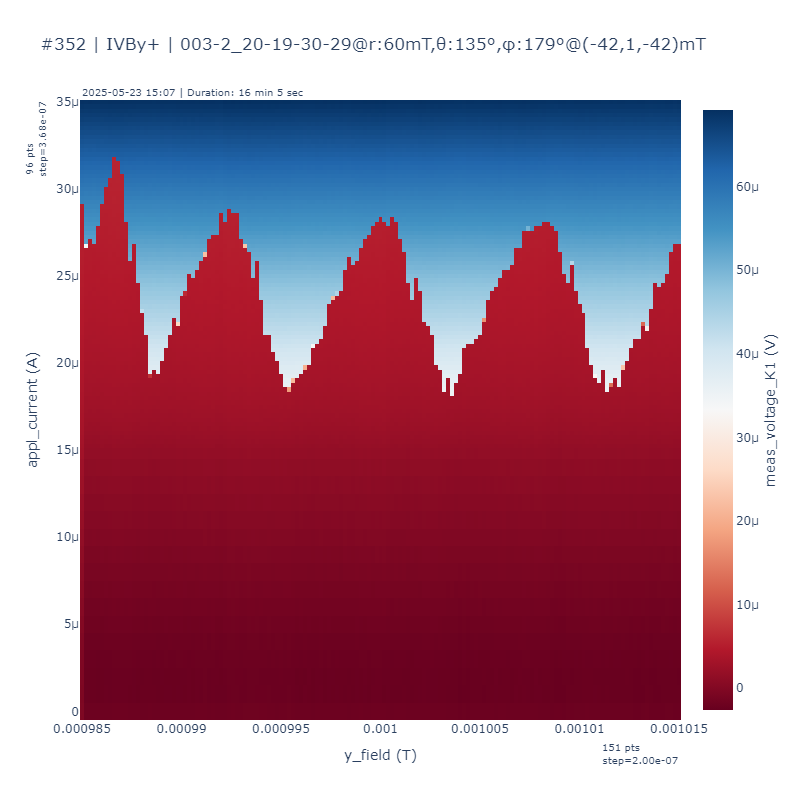 #352 | IVBy+ | 003-2_20-19-30-29@r:60mT,θ:135°,φ:179°@(-42,1,-42)mT
2025-05-23 15:07 | Duration: 16 min 5 sec
96 pts
step=3.68e-07
35μ
30μ
25μ
20μ
15μ
10μ
5μ
0
appl_current (A)
0.000985
0.00099
0.000995
0.001
0.001005
0.00101
0.001015
y_field (T)
151 pts
step=2.00e-07
60μ
50μ
40μ
30μ
20μ
10μ
0
meas_voltage_K1 (V)